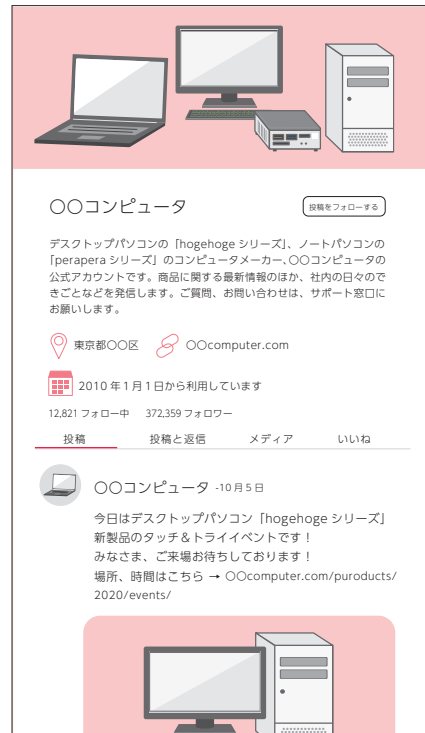 〇〇コンピュータ
投稿をフォローする
デスクトップパソコンの「hogehoge シリーズ」、ノートパソコンの
「perapera シリーズ」のコンピュータメーカー、〇〇コンピュータの
公式アカウントです。商品に関する最新情報のほか、社内の日々ので
きごとなどを発信します。ご質問、お問い合わせは、サポート窓口に
お願いします。
東京都〇〇区
〇〇computer.com
2010 年 1 月 1 日から利用しています
12,821 フォロー中 372,359 フォロワー
投稿 投稿と返信 メディア いいね
〇〇コンピュータ -10 月 5 日
今日はデスクトップパソコン「hogehoge シリーズ」
新製品のタッチ＆トライイベントです！
みなさま、ご来場お待ちしております！
場所、時間はこちら → 〇〇computer.com/puroducts/
2020/events/